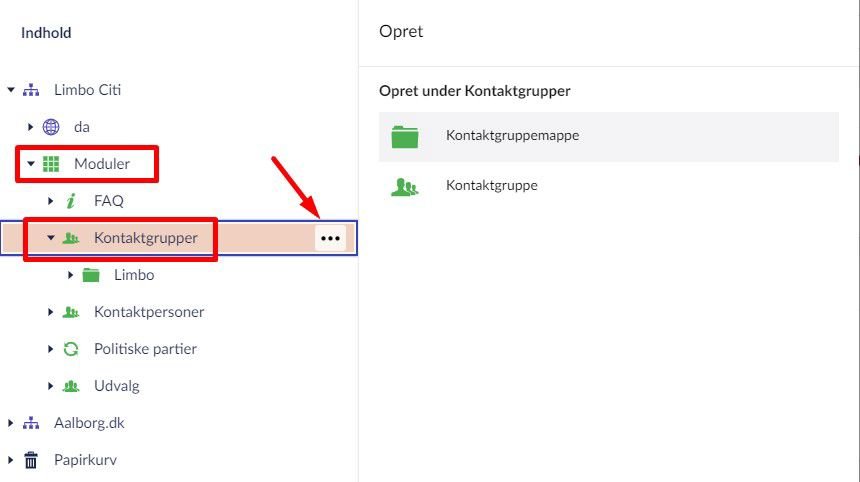 Indhold
Limbo Citi
da
Moduler
FAQ
Kontaktgrupper
Limbo
Kontaktpersoner
Politiske partier
Udvalg
Aalborg.dk
Papirkurv
Opret
Opret under Kontaktgrupper
Kontaktgruppemappe
Kontaktgruppe